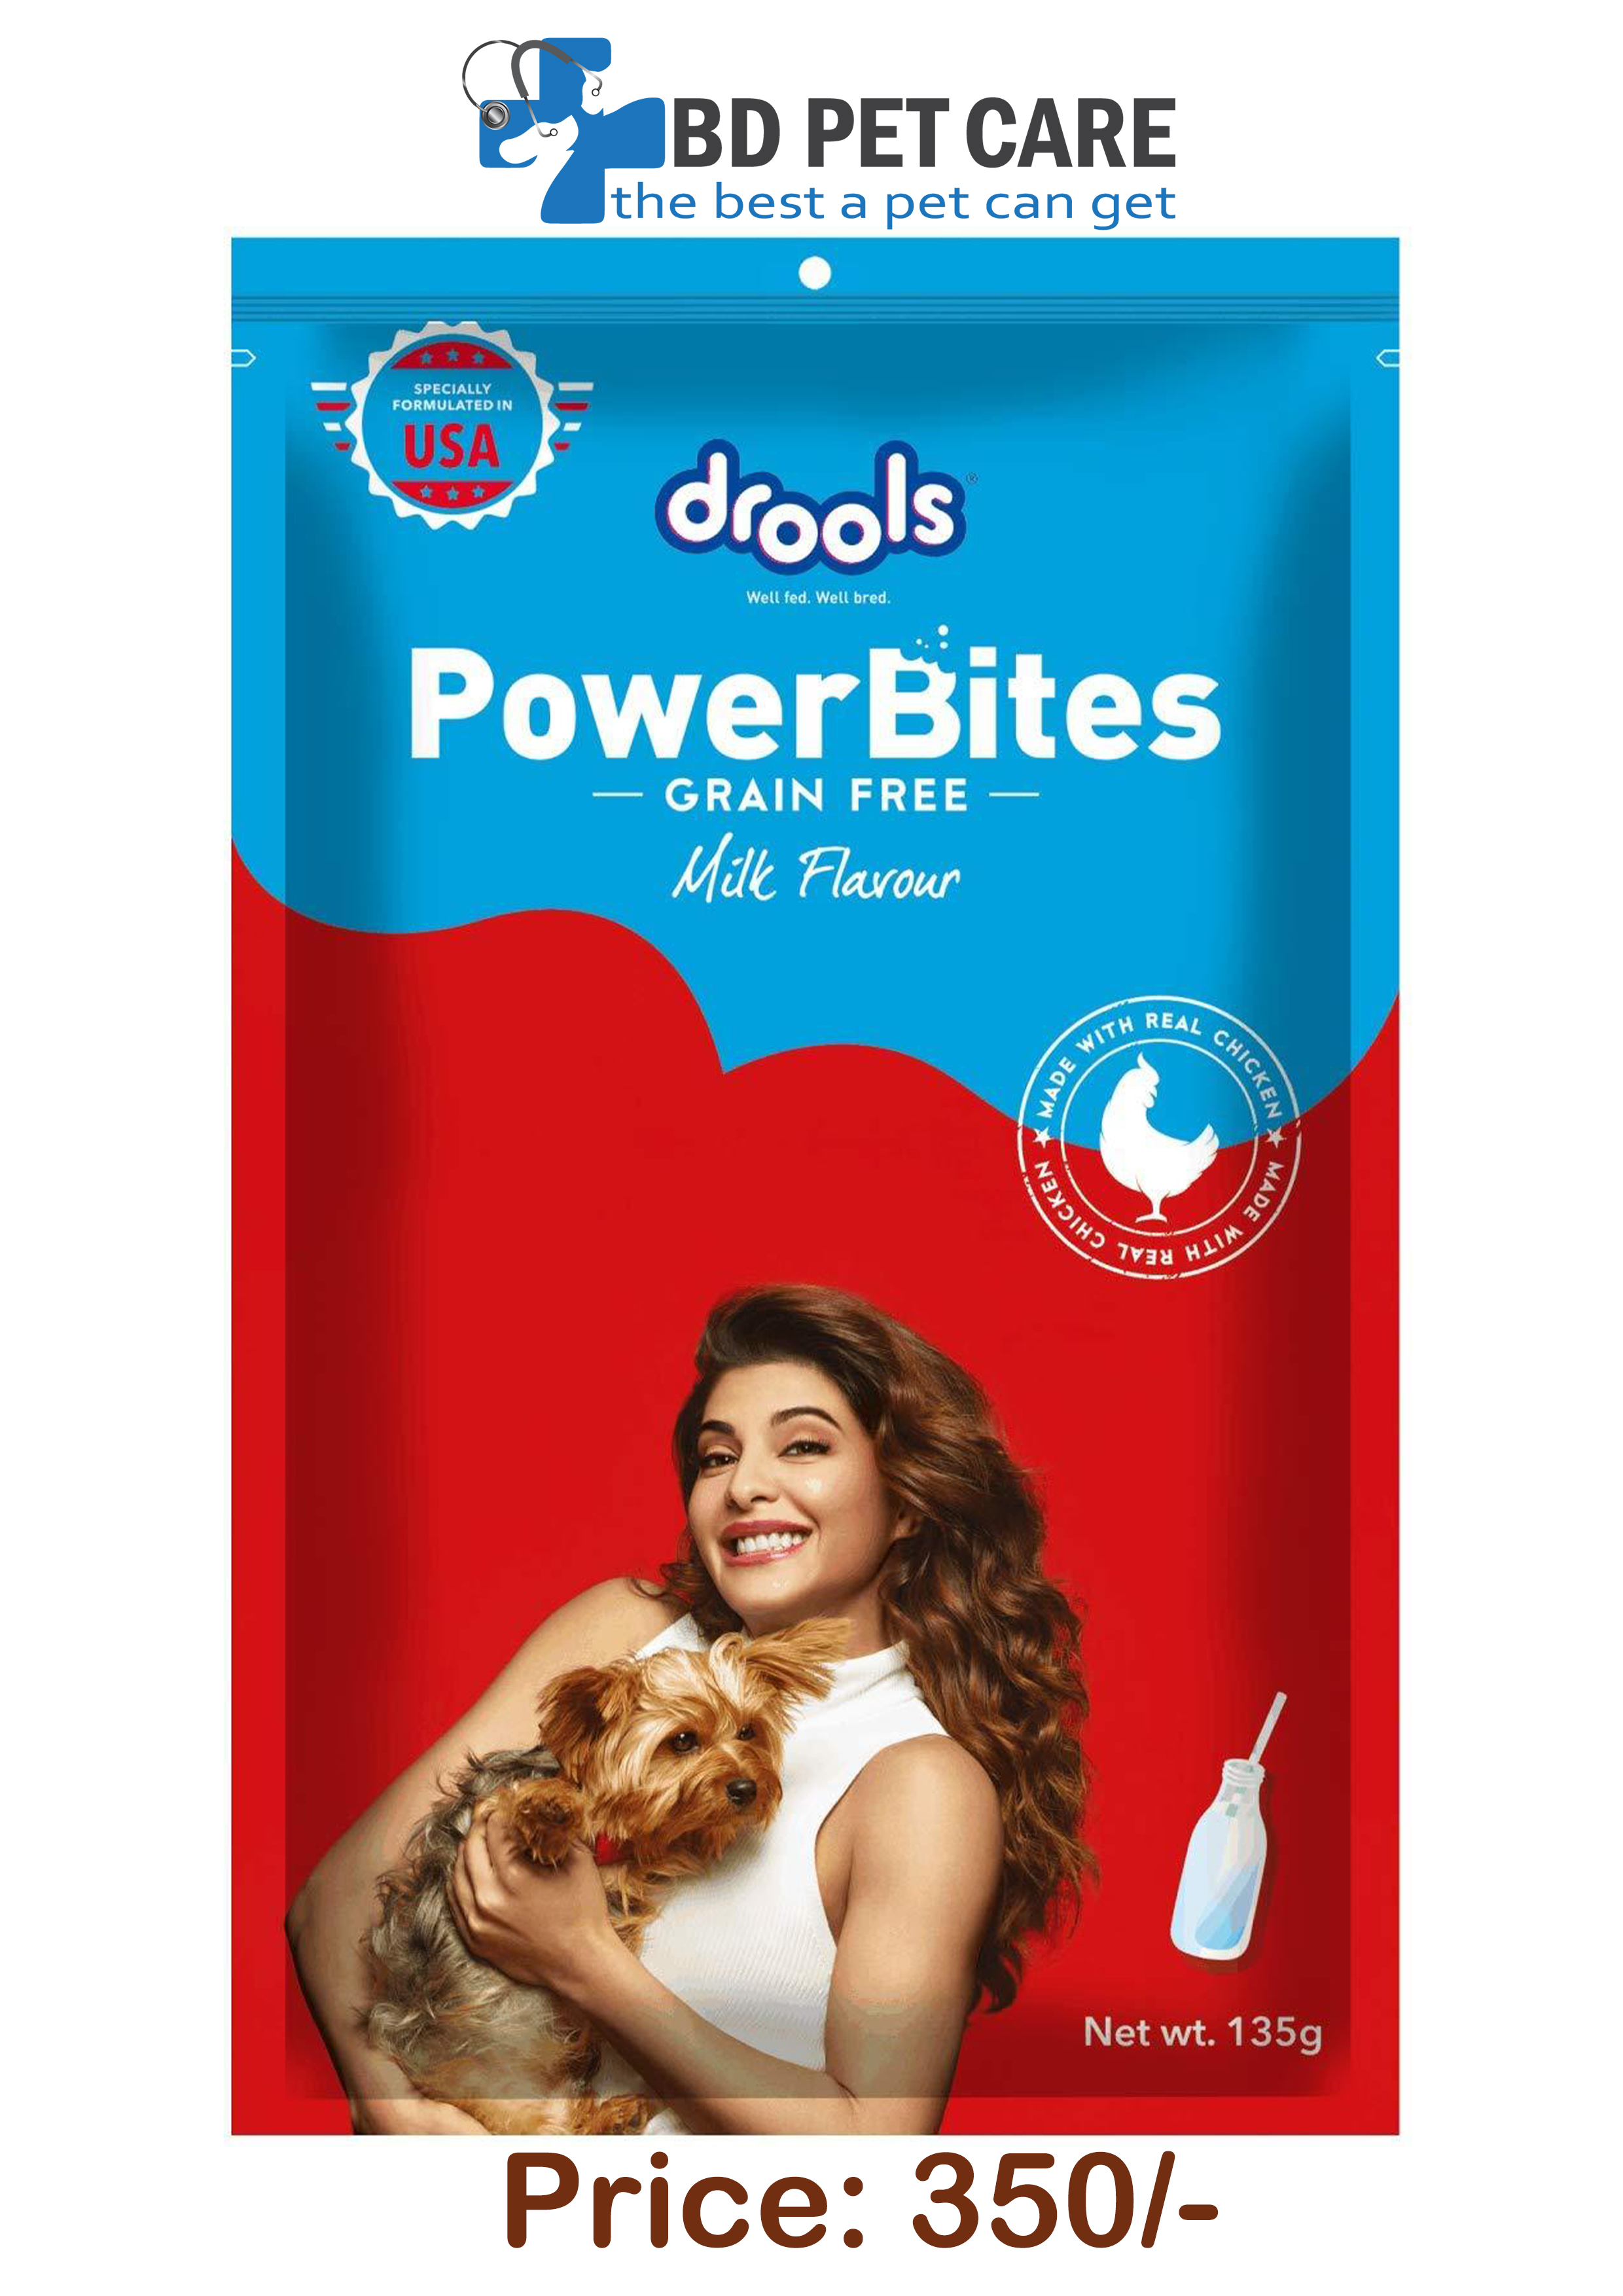 BD PET CARE
the best a pet can get
SPECIALLY
FORMULATED IN
USA
drools®
Well fed. Well bred.
PowerBites
GRAIN FREE
Milk Flavour
MADE WITH REAL CHICKEN
MADE WITH REAL CHICKEN
Net wt. 135g
Price: 350/-